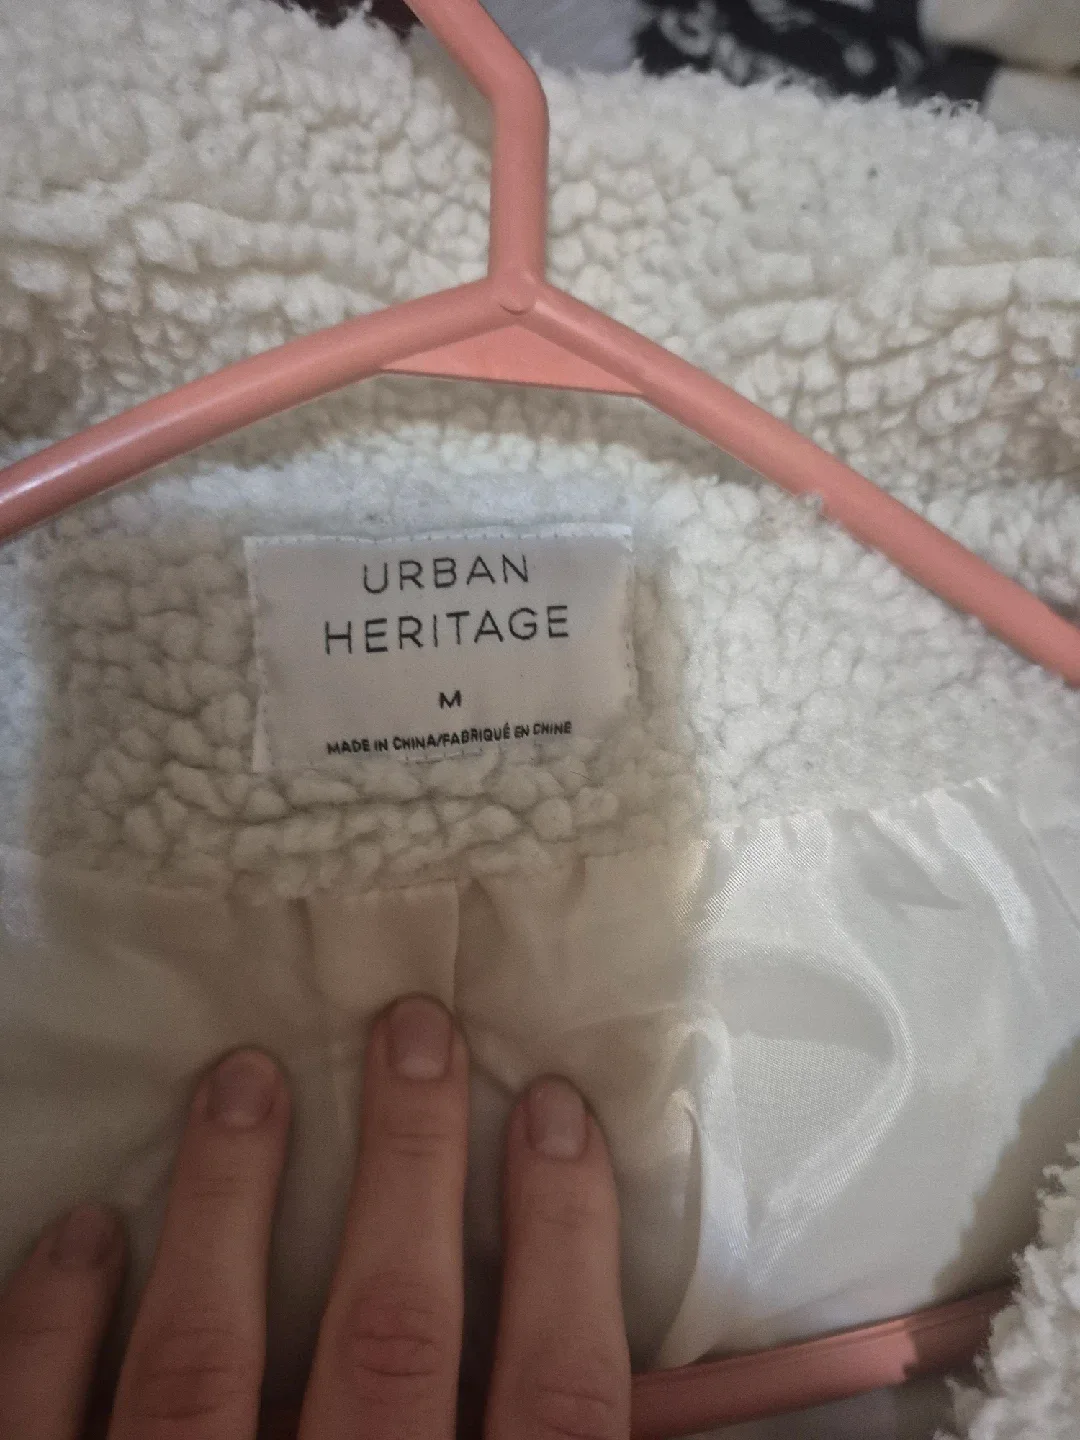 URBAN
HERITAGE
M
MADE IN CHINA/FABRIQUÉ EN CHINE